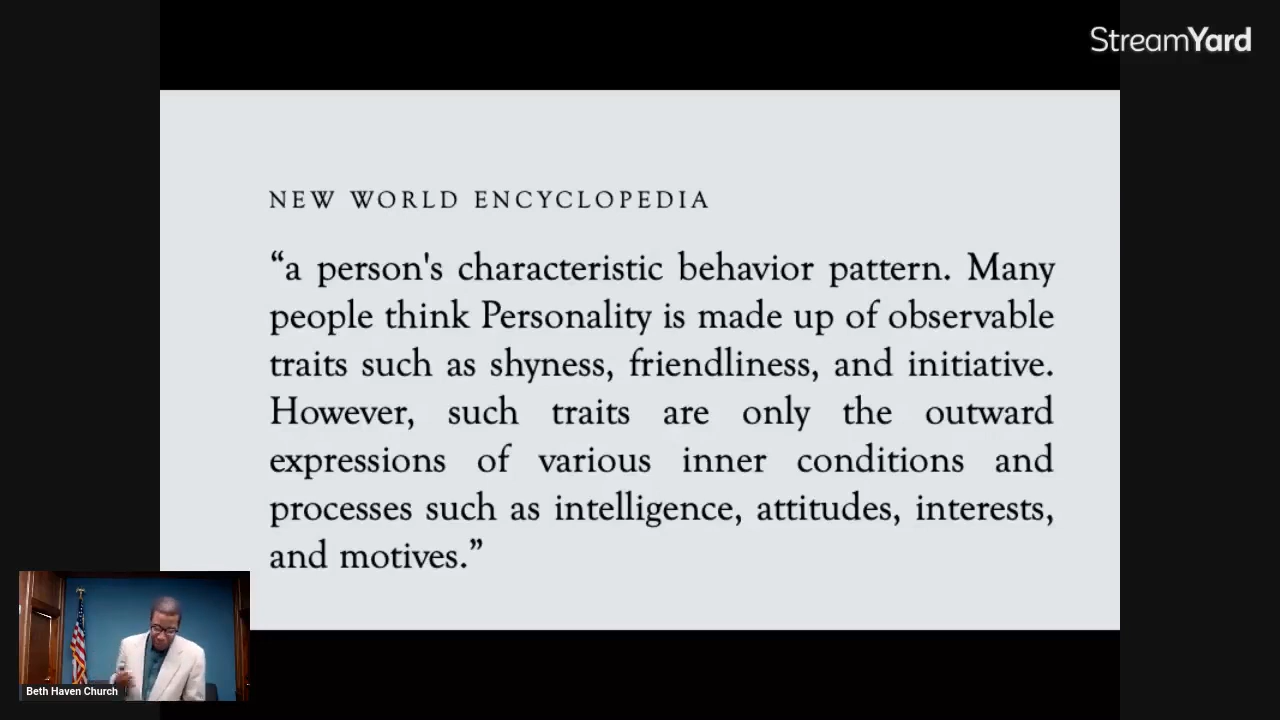 StreamYard
NEW WORLD ENCYCLOPEDIA
“a person's characteristic behavior pattern. Many
people think Personality is made up of observable
traits such as shyness, friendliness, and initiative.
However, such traits are only the outward
expressions of various inner conditions and
processes such as intelligence, attitudes, interests,
and motives.”
Beth Haven Church